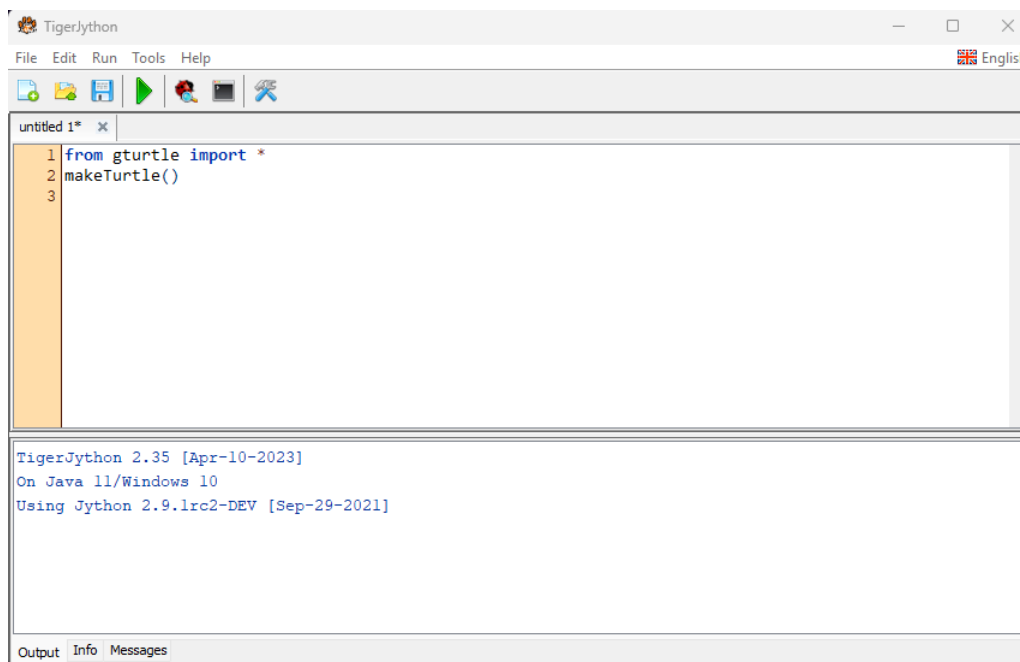 TigerJython
File Edit Run Tools Help Englis
untitled 1*
1 from gturtle import *
2 makeTurtle()
3
TigerJython 2.35 [Apr-10-2023]
On Java 11/Windows 10
Using Jython 2.9.1rc2-DEV [Sep-29-2021]
Output Info Messages